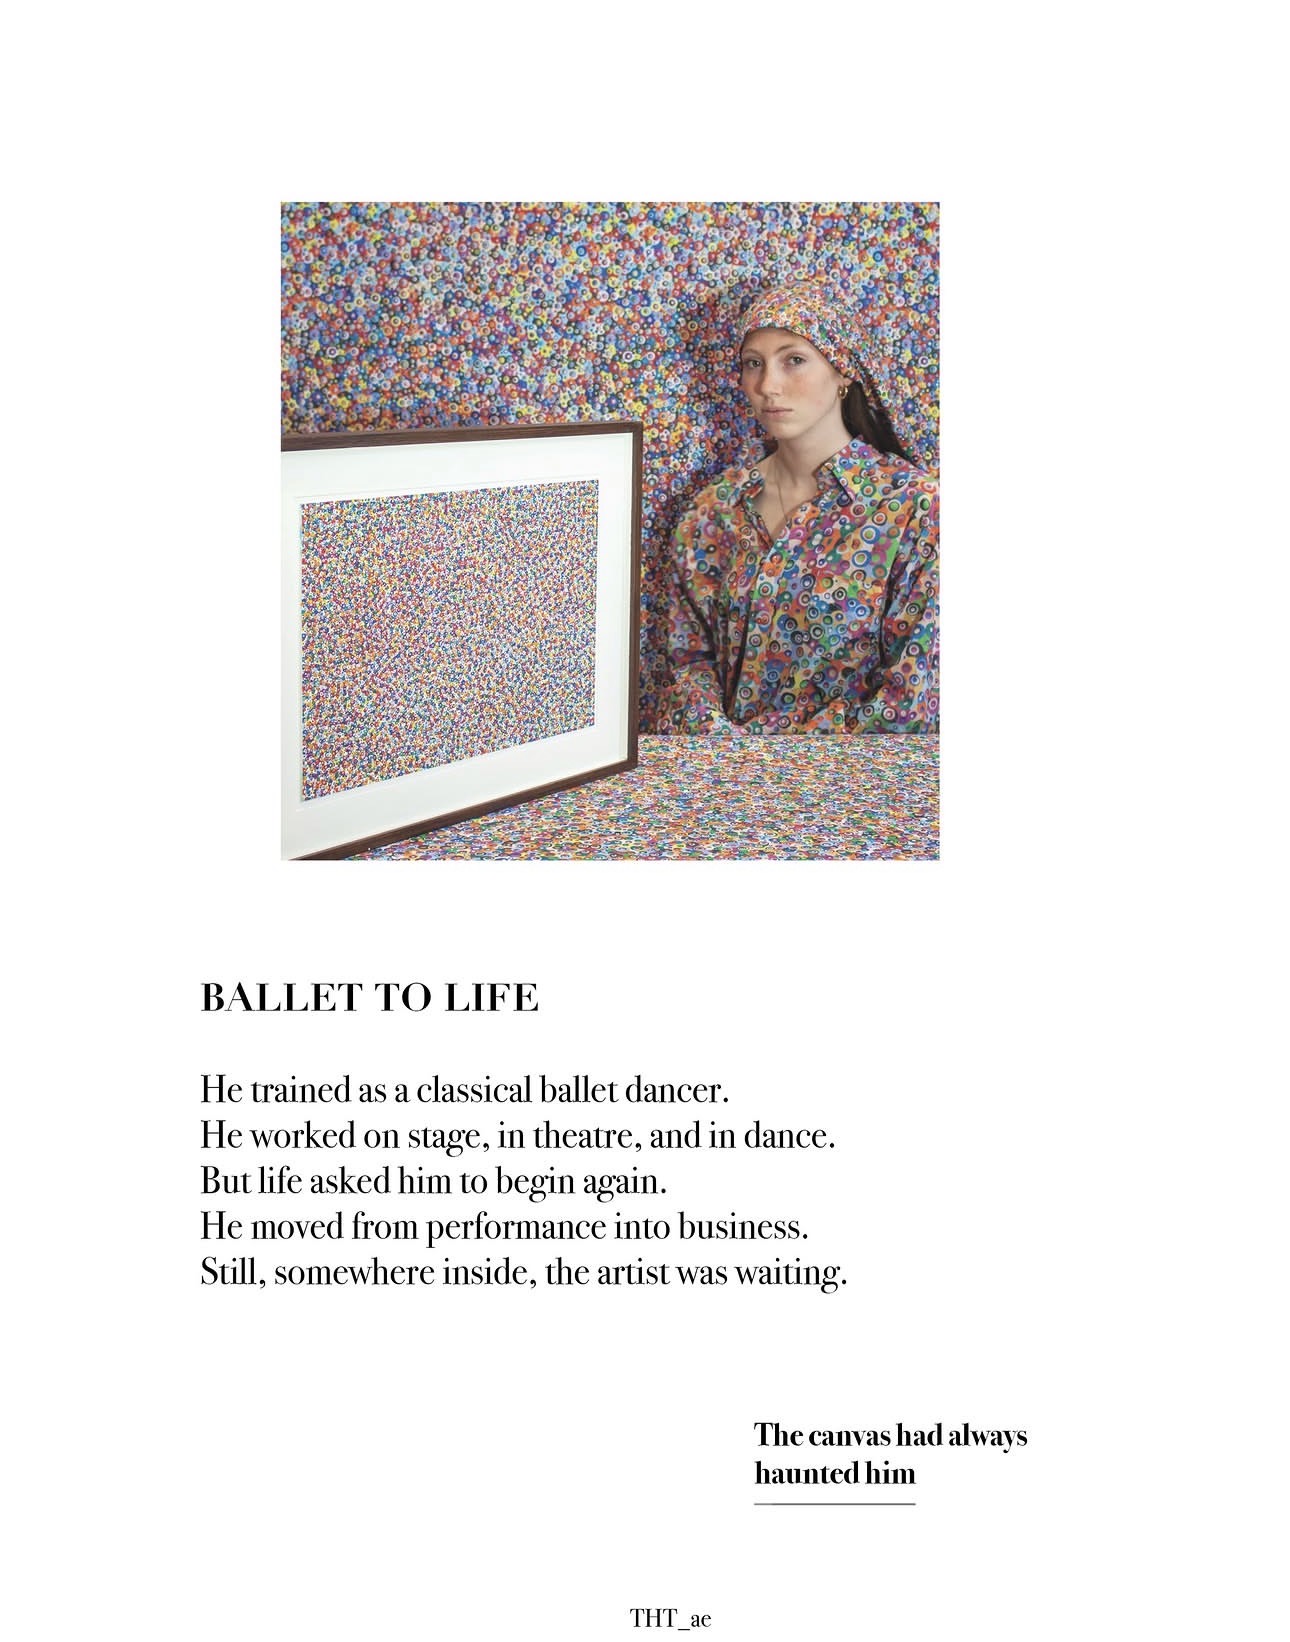 BALLET TO LIFE
He trained as a classical ballet dancer.
He worked on stage, in theatre, and in dance.
But life asked him to begin again.
He moved from performance into business.
Still, somewhere inside, the artist was waiting.
The canvas had always
haunted him
THT_ae